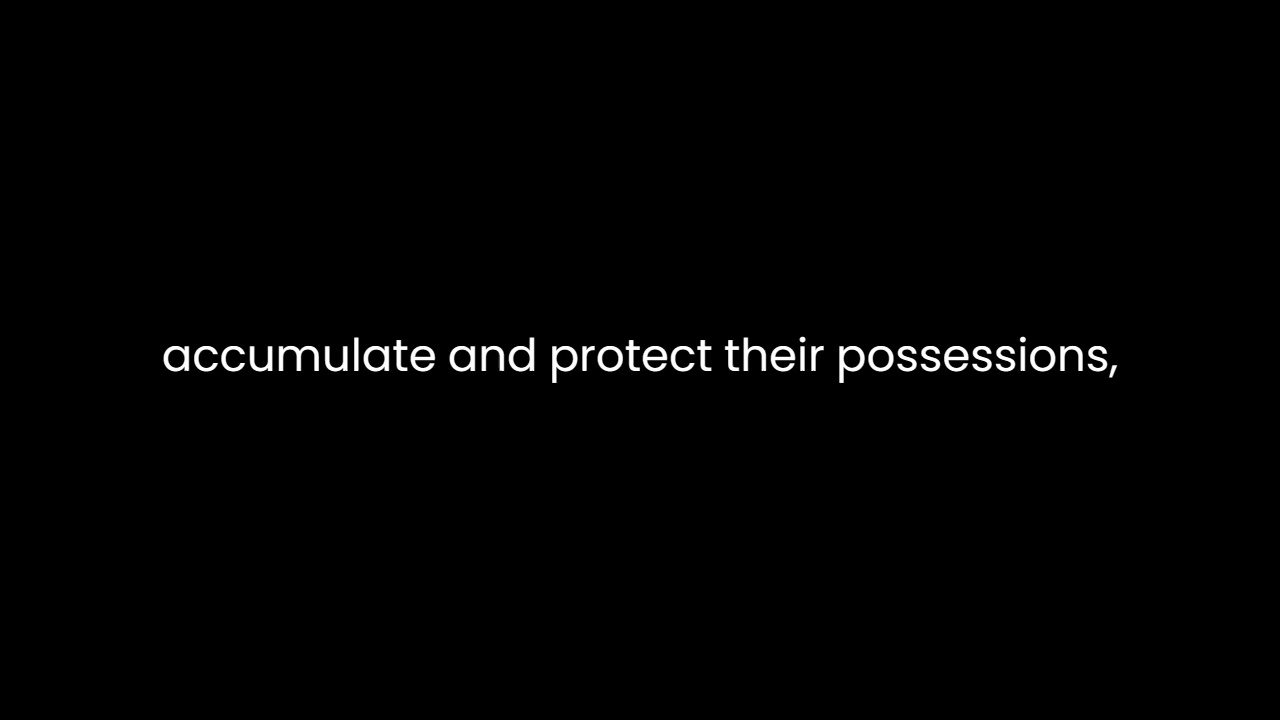 accumulate and protect their possessions,